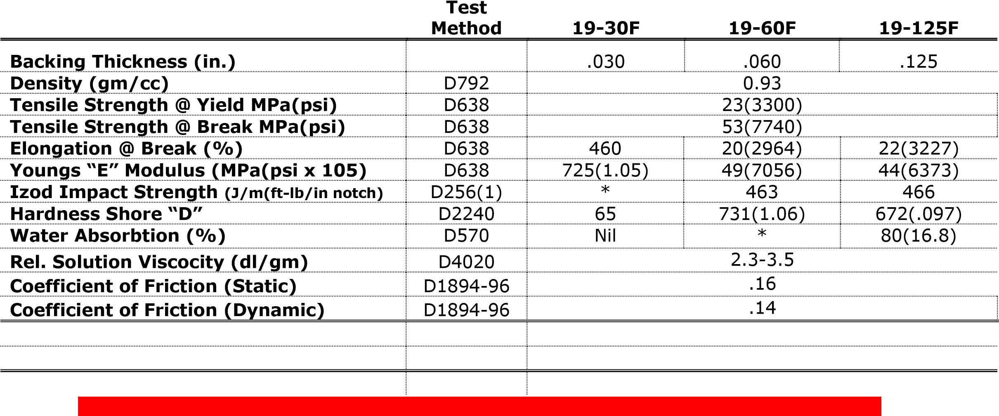 Test
Method 19-30F 19-60F 19-125F
Backing Thickness (in.) .030 .060 .125
Density (gm/cc) D792 0.93
Tensile Strength @ Yield MPa(psi) D638 23(3300)
Tensile Strength @ Break MPa(psi) D638 53(7740)
Elongation @ Break (%) D638 460 20(2964) 22(3227)
Youngs “E” Modulus (MPa(psi x 105) D638 725(1.05) 49(7056) 44(6373)
Izod Impact Strength (J/m(ft-lb/in notch) D256(1) * 463 466
Hardness Shore “D” D2240 65 731(1.06) 672(.097)
Water Absorbtion (%) D570 Nil * 80(16.8)
Rel. Solution Viscocity (dl/gm) D4020 2.3-3.5
Coefficient of Friction (Static) D1894-96 .16
Coefficient of Friction (Dynamic) D1894-96 .14